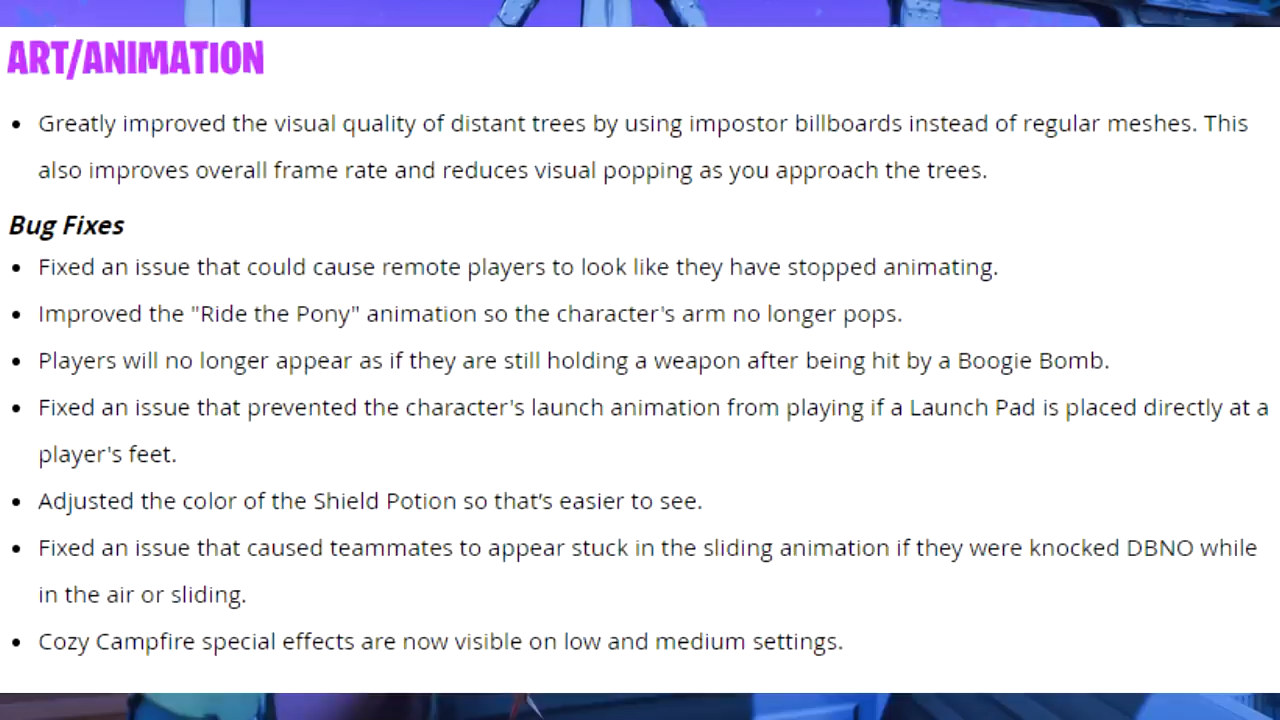 ART/ANIMATION
• Greatly improved the visual quality of distant trees by using impostor billboards instead of regular meshes. This
also improves overall frame rate and reduces visual popping as you approach the trees.
Bug Fixes
• Fixed an issue that could cause remote players to look like they have stopped animating.
• Improved the "Ride the Pony" animation so the character's arm no longer pops.
• Players will no longer appear as if they are still holding a weapon after being hit by a Boogie Bomb.
• Fixed an issue that prevented the character's launch animation from playing if a Launch Pad is placed directly at a
player's feet.
• Adjusted the color of the Shield Potion so that's easier to see.
• Fixed an issue that caused teammates to appear stuck in the sliding animation if they were knocked DBNO while
in the air or sliding.
• Cozy Campfire special effects are now visible on low and medium settings.